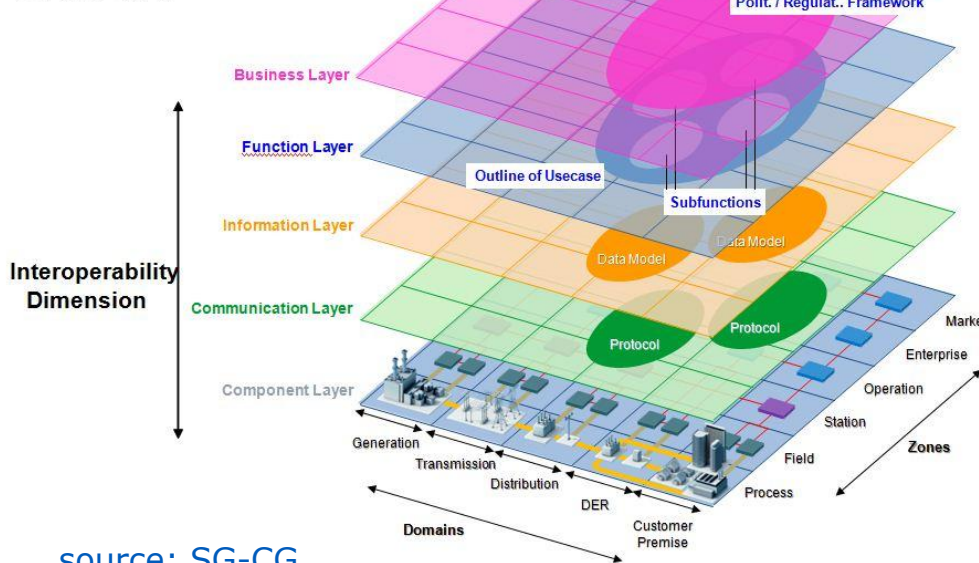 Polit. / Regulat.. Framework
Business Layer
Function Layer
Outline of Usecase
Subfunctions
Information Layer
Data Model
Data Model
Interoperability
Dimension
Communication Layer
Protocol
Protocol
Component Layer
Marke
Enterprise
Operation
Station
Field
Process
Zones
Generation
Transmission
Distribution
DER
Customer
Premise
Domains
source: SG-CG